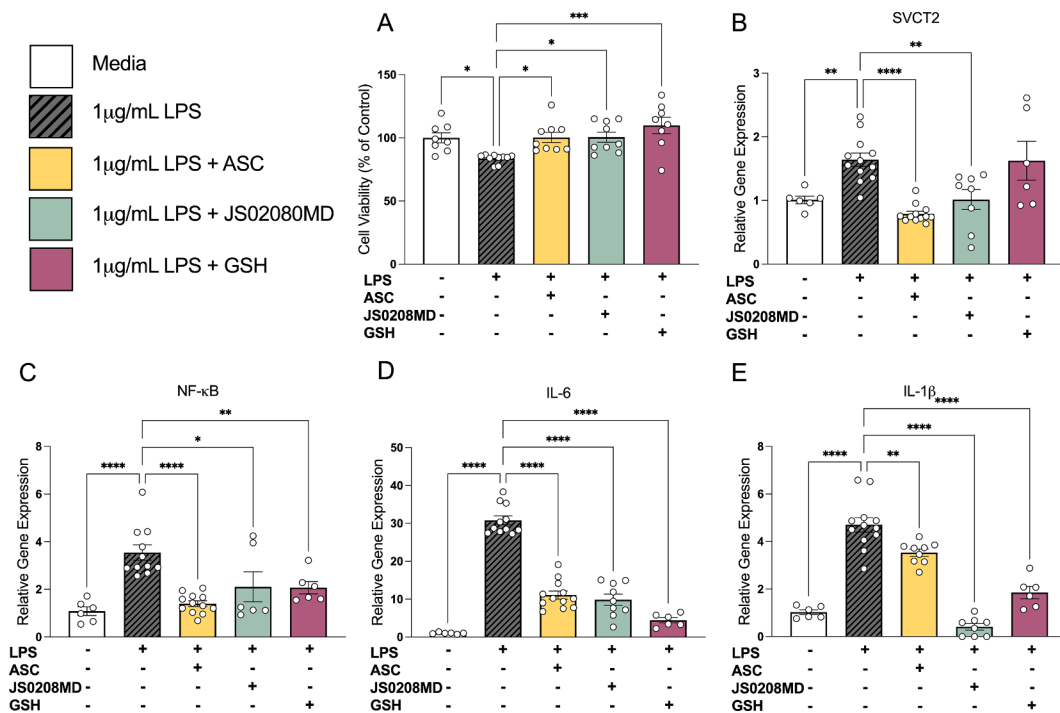 Media
1μg/mL LPS
1μg/mL LPS + ASC
1μg/mL LPS + JS02080MD
1μg/mL LPS + GSH
A
***
*
* *
150
100
50
0
Cell Viability (% of Control)
LPS - + + + +
ASC - - + - -
JS0208MD - - - + -
GSH - - - - +
B
SVCT2
**
** ****
3
2
1
0
Relative Gene Expression
LPS - + + + +
ASC - - + - -
JS0208MD - - - + -
GSH - - - - +
C
NF-κB
**
*
**** ****
8
6
4
2
0
Relative Gene Expression
LPS - + + + +
ASC - - + - -
JS0208MD - - - + -
GSH - - - - +
D
IL-6
****
****
**** ****
50
40
30
20
10
0
Relative Gene Expression
LPS - + + + +
ASC - - + - -
JS0208MD - - - + -
GSH - - - - +
E
IL-1β
****
****
**** **
8
6
4
2
0
Relative Gene Expression
LPS - + + + +
ASC - - + - -
JS0208MD - - - + -
GSH - - - - +